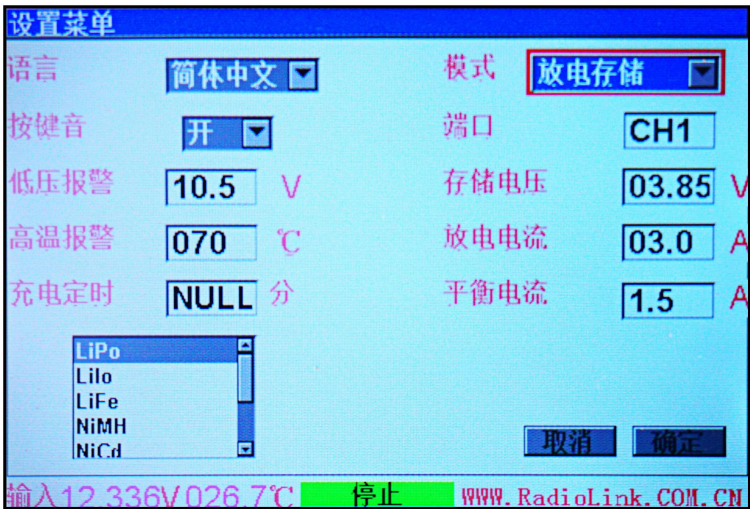 设置菜单
语言 简体中文 模式 放电存储
按键音 开 端口 CH1
低压报警 10.5 V 存储电压 03.85 V
高温报警 070 ℃ 放电电流 03.0 A
充电定时 NULL 分 平衡电流 1.5 A
LiPo
LiIo
LiFe
NiMH
NiCd
取消 确定
输入12.336V 026.7℃ 停止 WWW.RadioLink.COM.CN